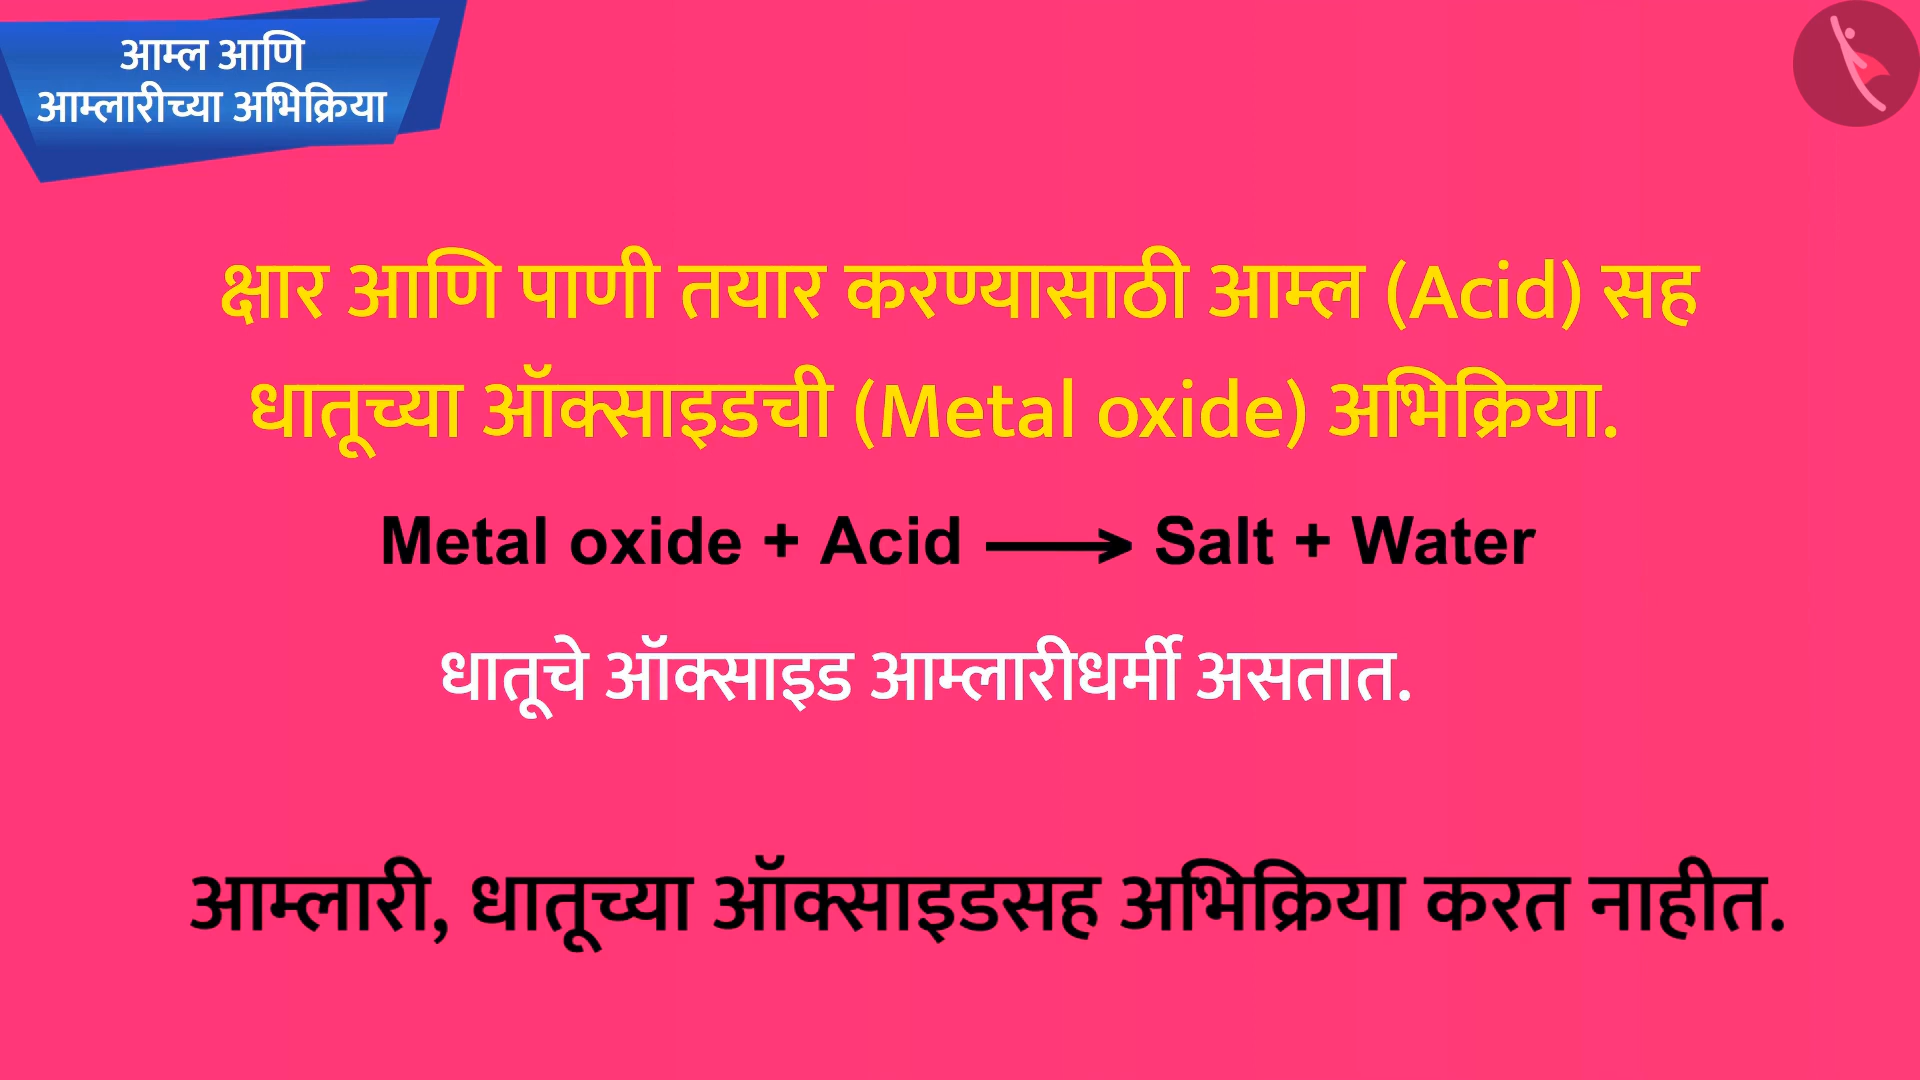 आम्ल आणि
आम्लारीच्या अभिक्रिया
क्षार आणि पाणी तयार करण्यासाठी आम्ल (Acid) सह
धातूच्या ऑक्साइडची (Metal oxide) अभिक्रिया.
Metal oxide + Acid ⟶ Salt + Water
धातूचे ऑक्साइड आम्लारीधर्मी असतात.
आम्लारी, धातूच्या ऑक्साइडसह अभिक्रिया करत नाहीत.